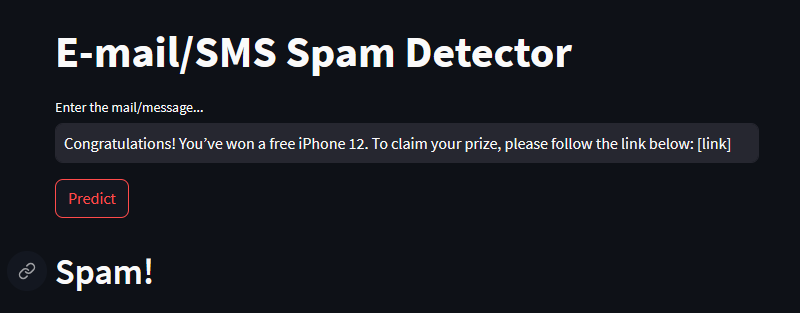 E-mail/SMS Spam Detector
Enter the mail/message...
Congratulations! You’ve won a free iPhone 12. To claim your prize, please follow the link below: [link]
Predict
Spam!